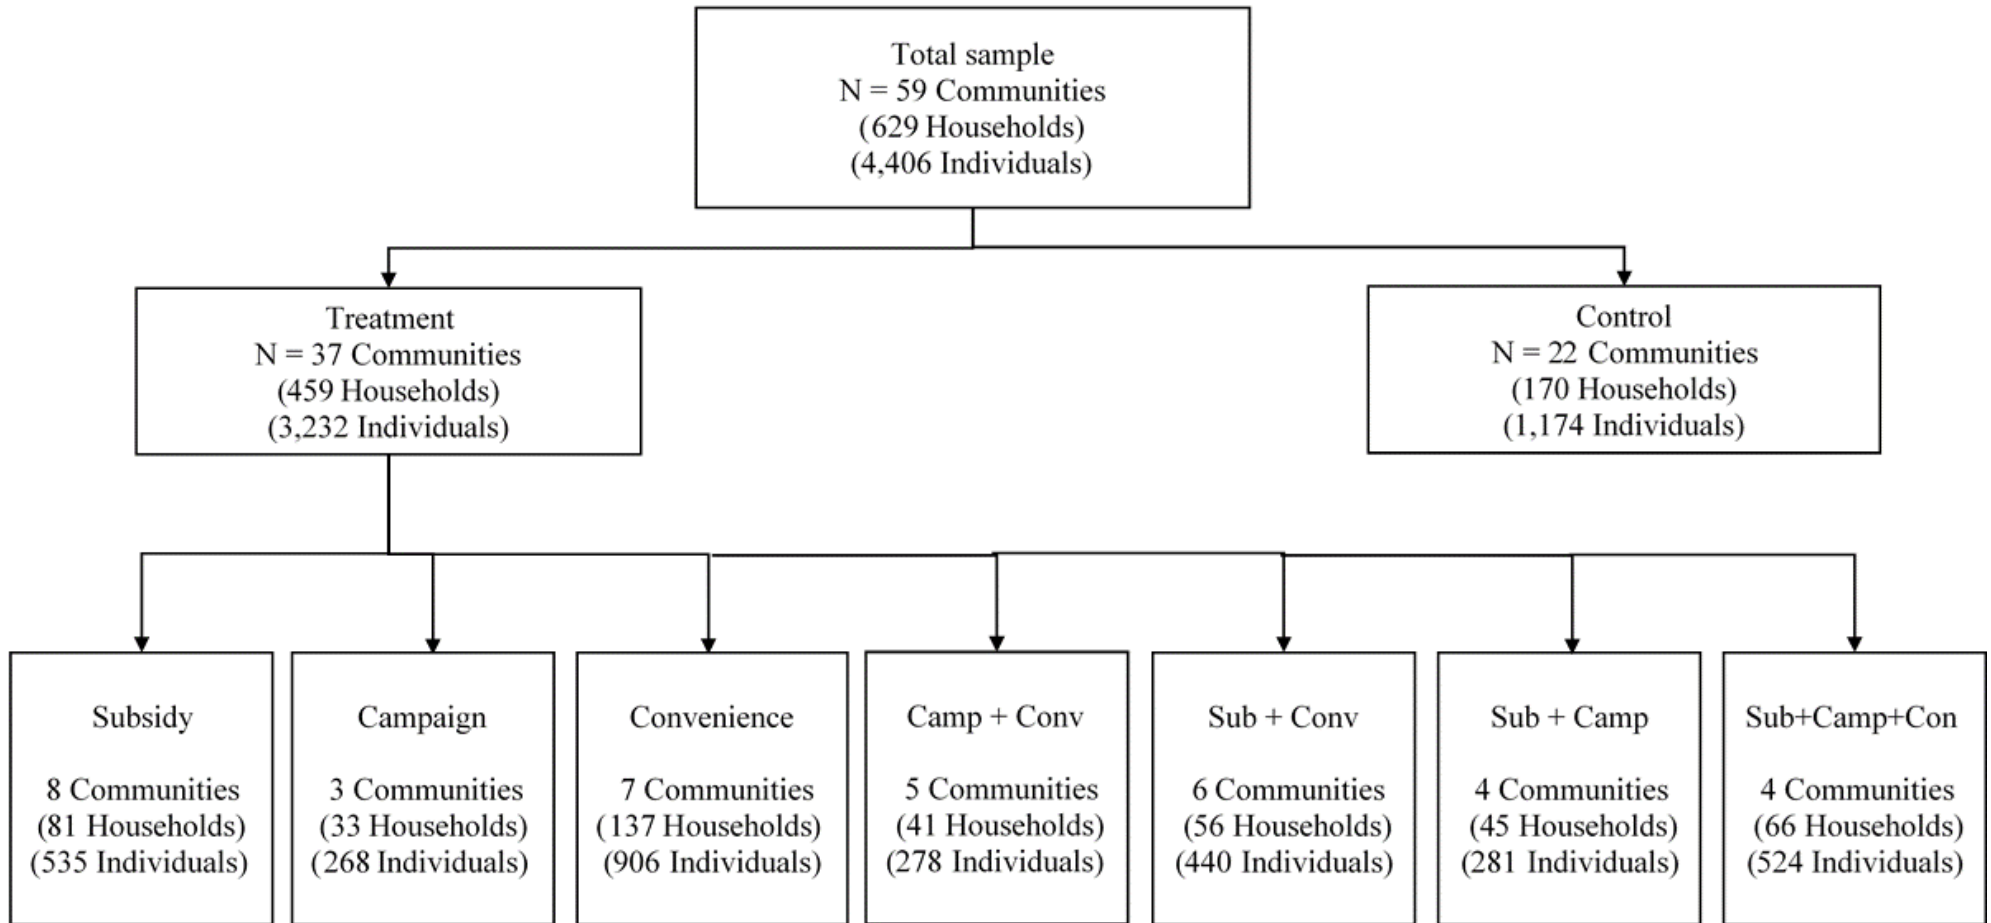 Total sample
N = 59 Communities
(629 Households)
(4,406 Individuals)
Treatment
N = 37 Communities
(459 Households)
(3,232 Individuals)
Control
N = 22 Communities
(170 Households)
(1,174 Individuals)
Subsidy
8 Communities
(81 Households)
(535 Individuals)
Campaign
3 Communities
(33 Households)
(268 Individuals)
Convenience
7 Communities
(137 Households)
(906 Individuals)
Camp + Conv
5 Communities
(41 Households)
(278 Individuals)
Sub + Conv
6 Communities
(56 Households)
(440 Individuals)
Sub + Camp
4 Communities
(45 Households)
(281 Individuals)
Sub+Camp+Con
4 Communities
(66 Households)
(524 Individuals)